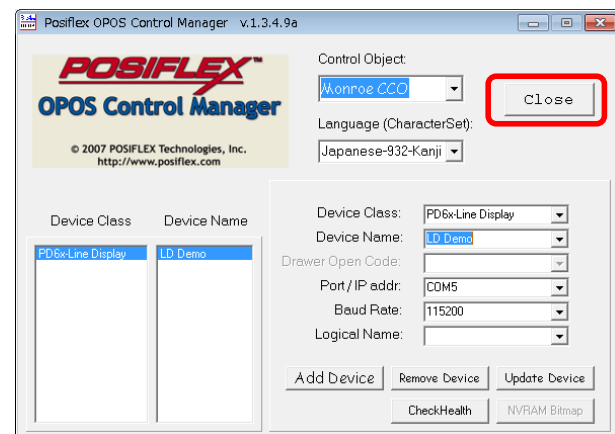 Posiflex OPOS Control Manager v.1.3.4.9a
POSIFLEX™
OPOS Control Manager
© 2007 POSIFLEX Technologies, Inc.
http://www.posiflex.com
Control Object:
Monroe CCO
Language (CharacterSet):
Japanese-932-Kanji
Close
Device Class
Device Name
PD6x-Line Display
LD Demo
Device Class:
PD6x-Line Display
Device Name:
LD Demo
Drawer Open Code:
Port / IP addr:
COM5
Baud Rate:
115200
Logical Name:
Add Device
Remove Device
Update Device
CheckHealth
NVRAM Bitmap